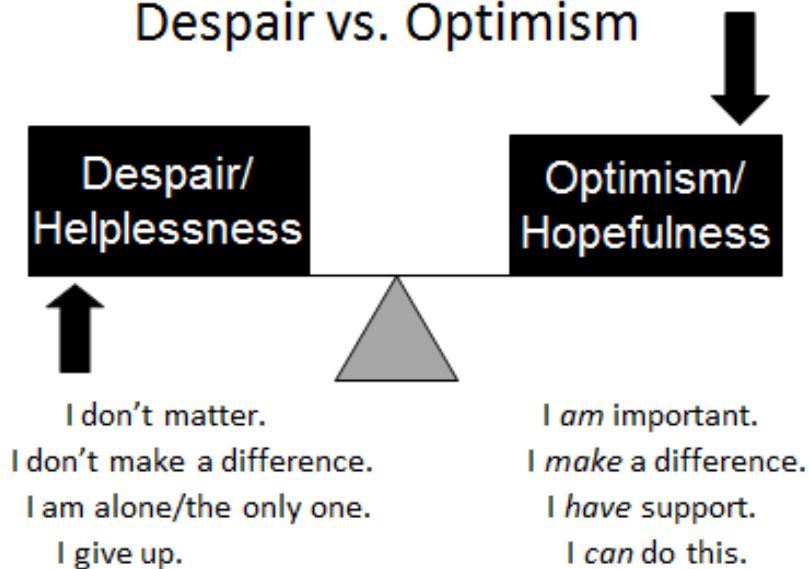 Despair vs. Optimism
Despair/
Helplessness
Optimism/
Hopefulness
I don't matter.
I don't make a difference.
I am alone/the only one.
I give up.
I am important.
I make a difference.
I have support.
I can do this.